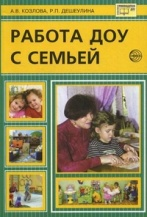 А.В. КОЗЛОВА, Р.П. ДЕШЕУЛИНА
РАБОТА ДОУ
С СЕМЬЕЙ